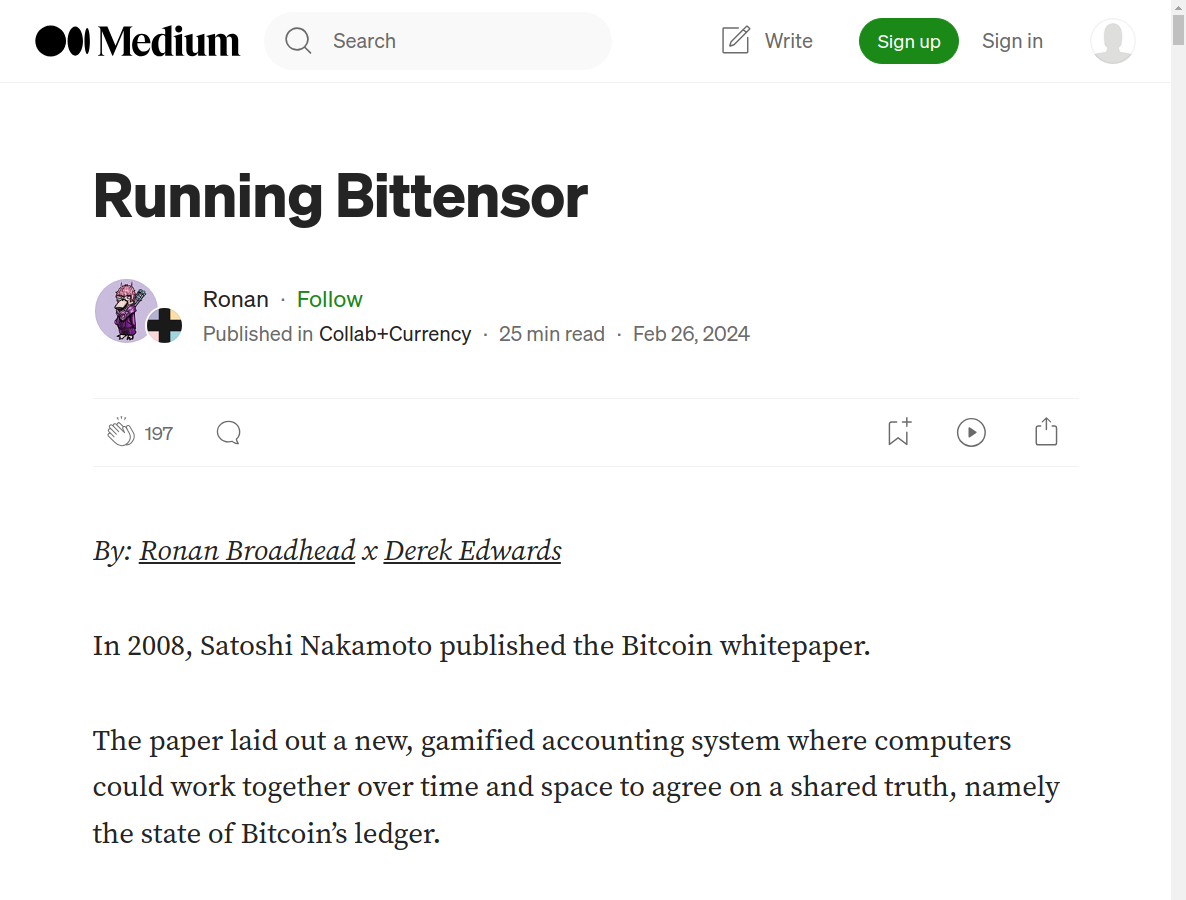 Medium
Search
Write
Sign up
Sign in
Running Bittensor
Ronan · Follow
Published in Collab+Currency · 25 min read · Feb 26, 2024
197
By: Ronan Broadhead x Derek Edwards
In 2008, Satoshi Nakamoto published the Bitcoin whitepaper.
The paper laid out a new, gamified accounting system where computers
could work together over time and space to agree on a shared truth, namely
the state of Bitcoin’s ledger.